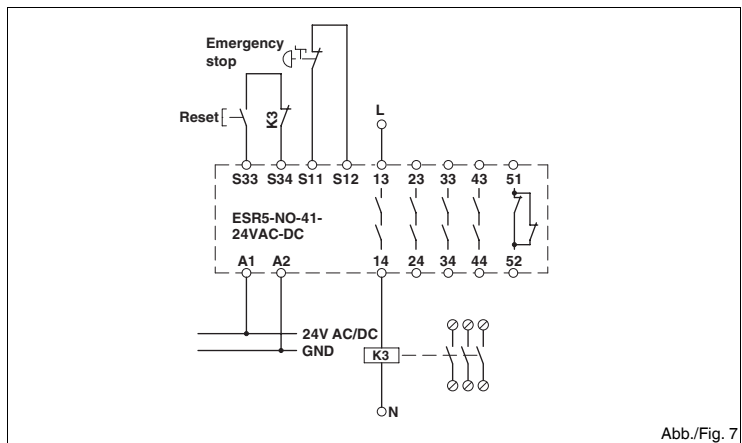 Emergency
stop
Reset
K3
L
S33 S34 S11 S12 13 23 33 43 51
ESR5-NO-41-
24VAC-DC
A1 A2 14 24 34 44 52
24V AC/DC
GND
K3
N
Abb./Fig. 7